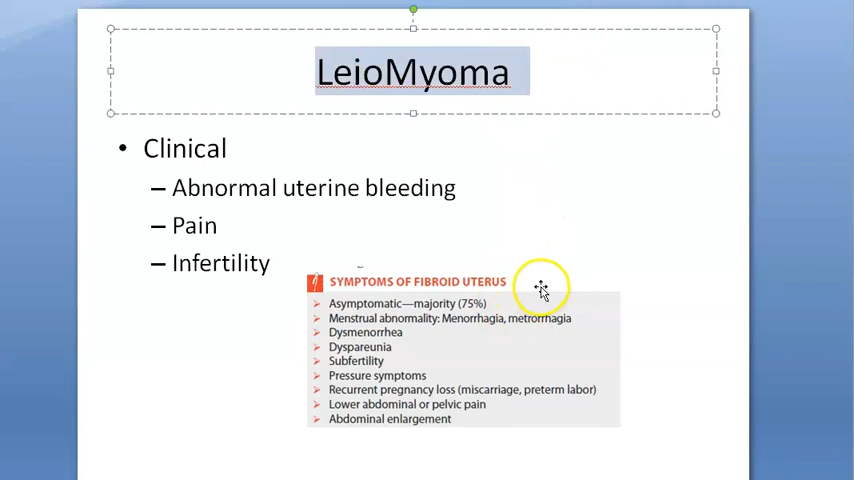 LeioMyoma
• Clinical
– Abnormal uterine bleeding
– Pain
– Infertility
SYMPTOMS OF FIBROID UTERUS
➢ Asymptomatic—majority (75%)
➢ Menstrual abnormality: Menorrhagia, metrorrhagia
➢ Dysmenorrhea
➢ Dyspareunia
➢ Subfertility
➢ Pressure symptoms
➢ Recurrent pregnancy loss (miscarriage, preterm labor)
➢ Lower abdominal or pelvic pain
➢ Abdominal enlargement